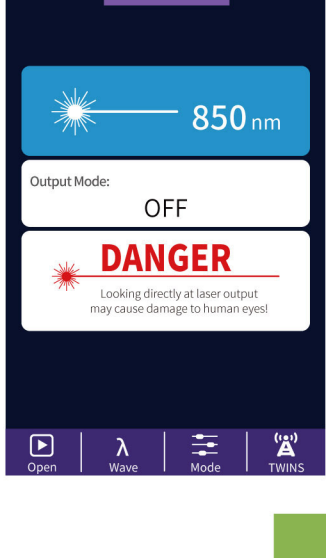 850 nm
Output Mode:
OFF
DANGER
Looking directly at laser output
may cause damage to human eyes!
Open
λ
Wave
Mode
A
TWINS